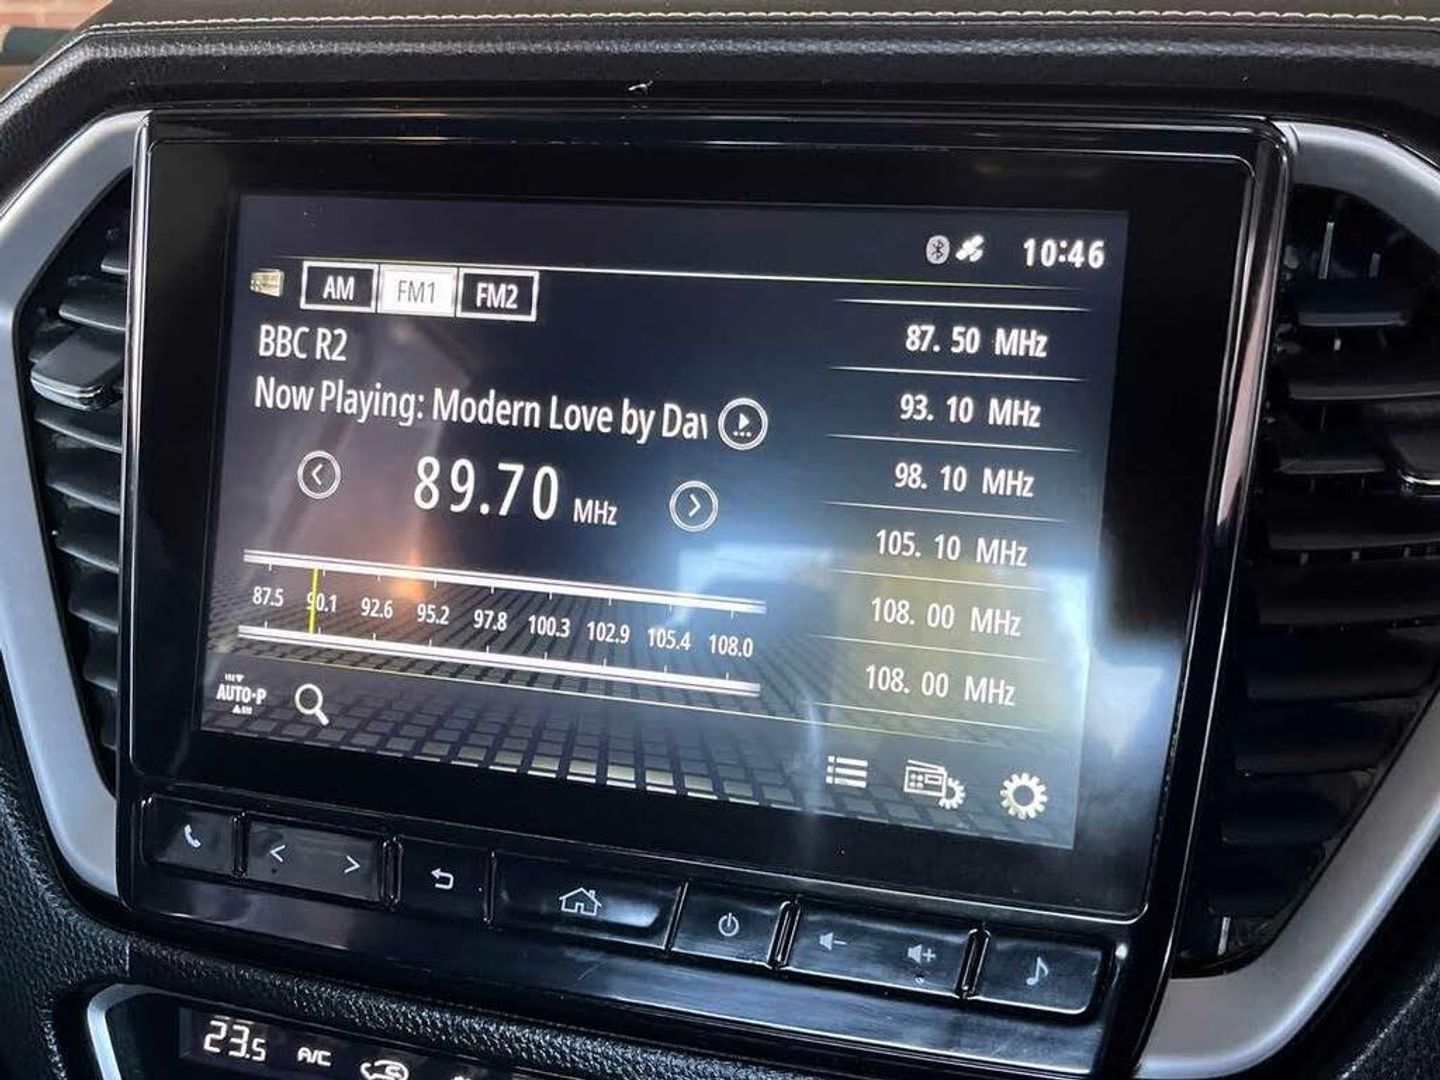 10:46
AM FM1 FM2
BBC R2
Now Playing: Modern Love by Dav
89.70 MHz
87.5 90.1 92.6 95.2 97.8 100.3 102.9 105.4 108.0
AUTO-P
87. 50 MHz
93. 10 MHz
98. 10 MHz
105. 10 MHz
108. 00 MHz
108. 00 MHz
23.5 A/C